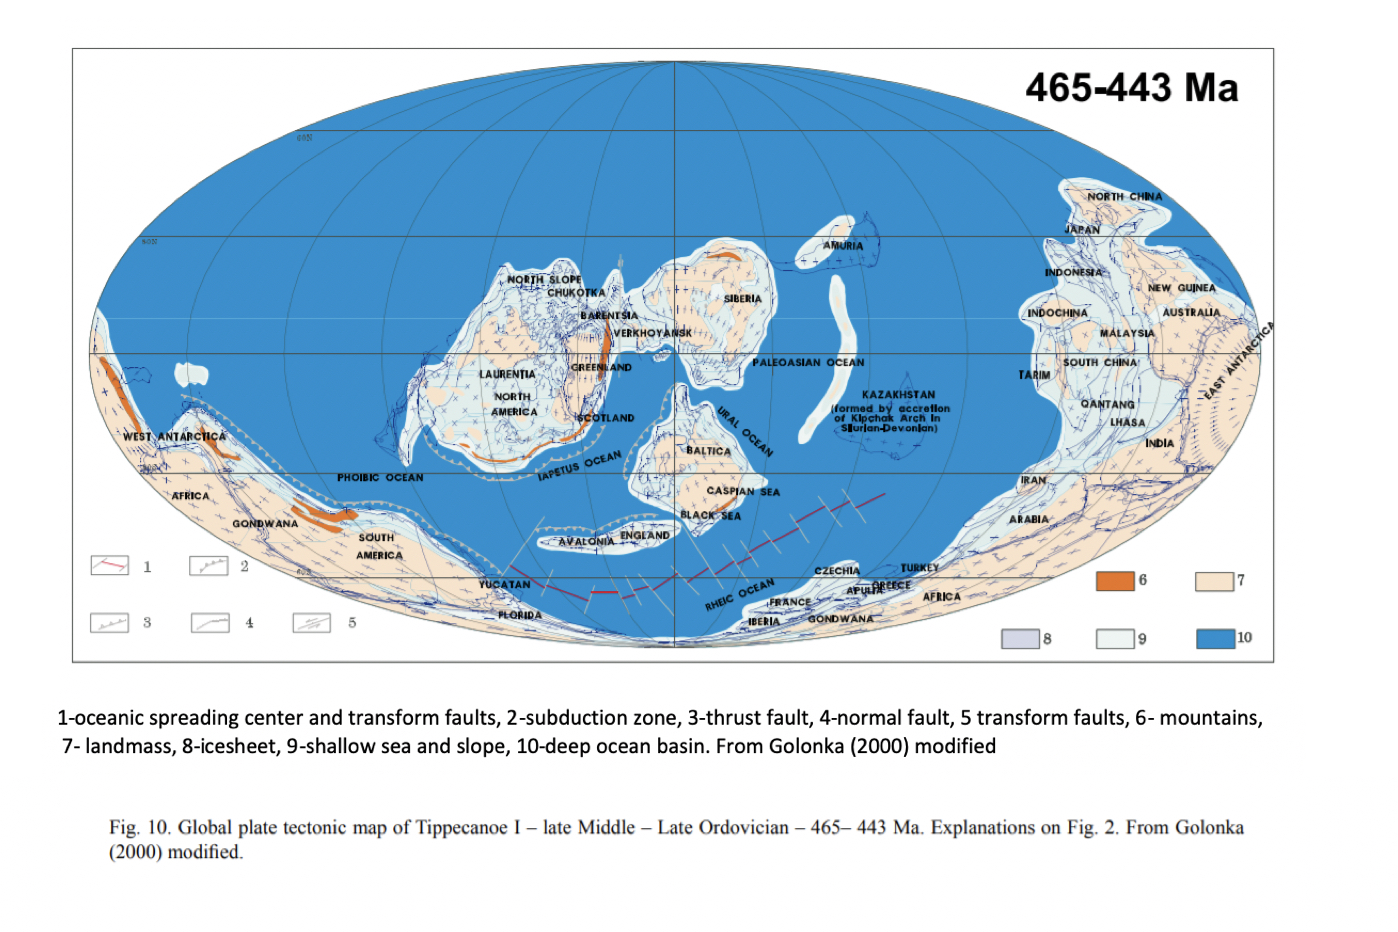 465-443 Ma
NORTH CHINA
JAPAN
AMURIA
INDONESIA
NORTH SLOPE
CHUKOTKA
SIBERIA
NEW GUINEA
BARENTSIA
INDOCHINA
AUSTRALIA
VERKHOYANSK
MALAYSIA
EAST ANTARCTICA
GREENLAND
PALEOASIAN OCEAN
SOUTH CHINA
LAURENTIA
TARIM
NORTH
AMERICA
KAZAKHSTAN
(formed by accretion
of Kipchak Arch in
Silurian-Devonian)
QANTANG
SCOTLAND
URAL OCEAN
LHASA
WEST ANTARCTICA
INDIA
BALTICA
IAPETUS OCEAN
PHOIBIC OCEAN
IRAN
CASPIAN SEA
AFRICA
BLACK SEA
ARABIA
GONDWANA
SOUTH
AMERICA
AVALONIA
ENGLAND
CZECHIA
TURKEY
YUCATAN
APULIA
GREECE
RHEIC OCEAN
FRANCE
AFRICA
FLORIDA
IBERIA
GONDWANA
1
2
3
4
5
6
7
8
9
10
1-oceanic spreading center and transform faults, 2-subduction zone, 3-thrust fault, 4-normal fault, 5 transform faults, 6- mountains,
7- landmass, 8-icesheet, 9-shallow sea and slope, 10-deep ocean basin. From Golonka (2000) modified
Fig. 10. Global plate tectonic map of Tippecanoe I – late Middle – Late Ordovician – 465– 443 Ma. Explanations on Fig. 2. From Golonka
(2000) modified.